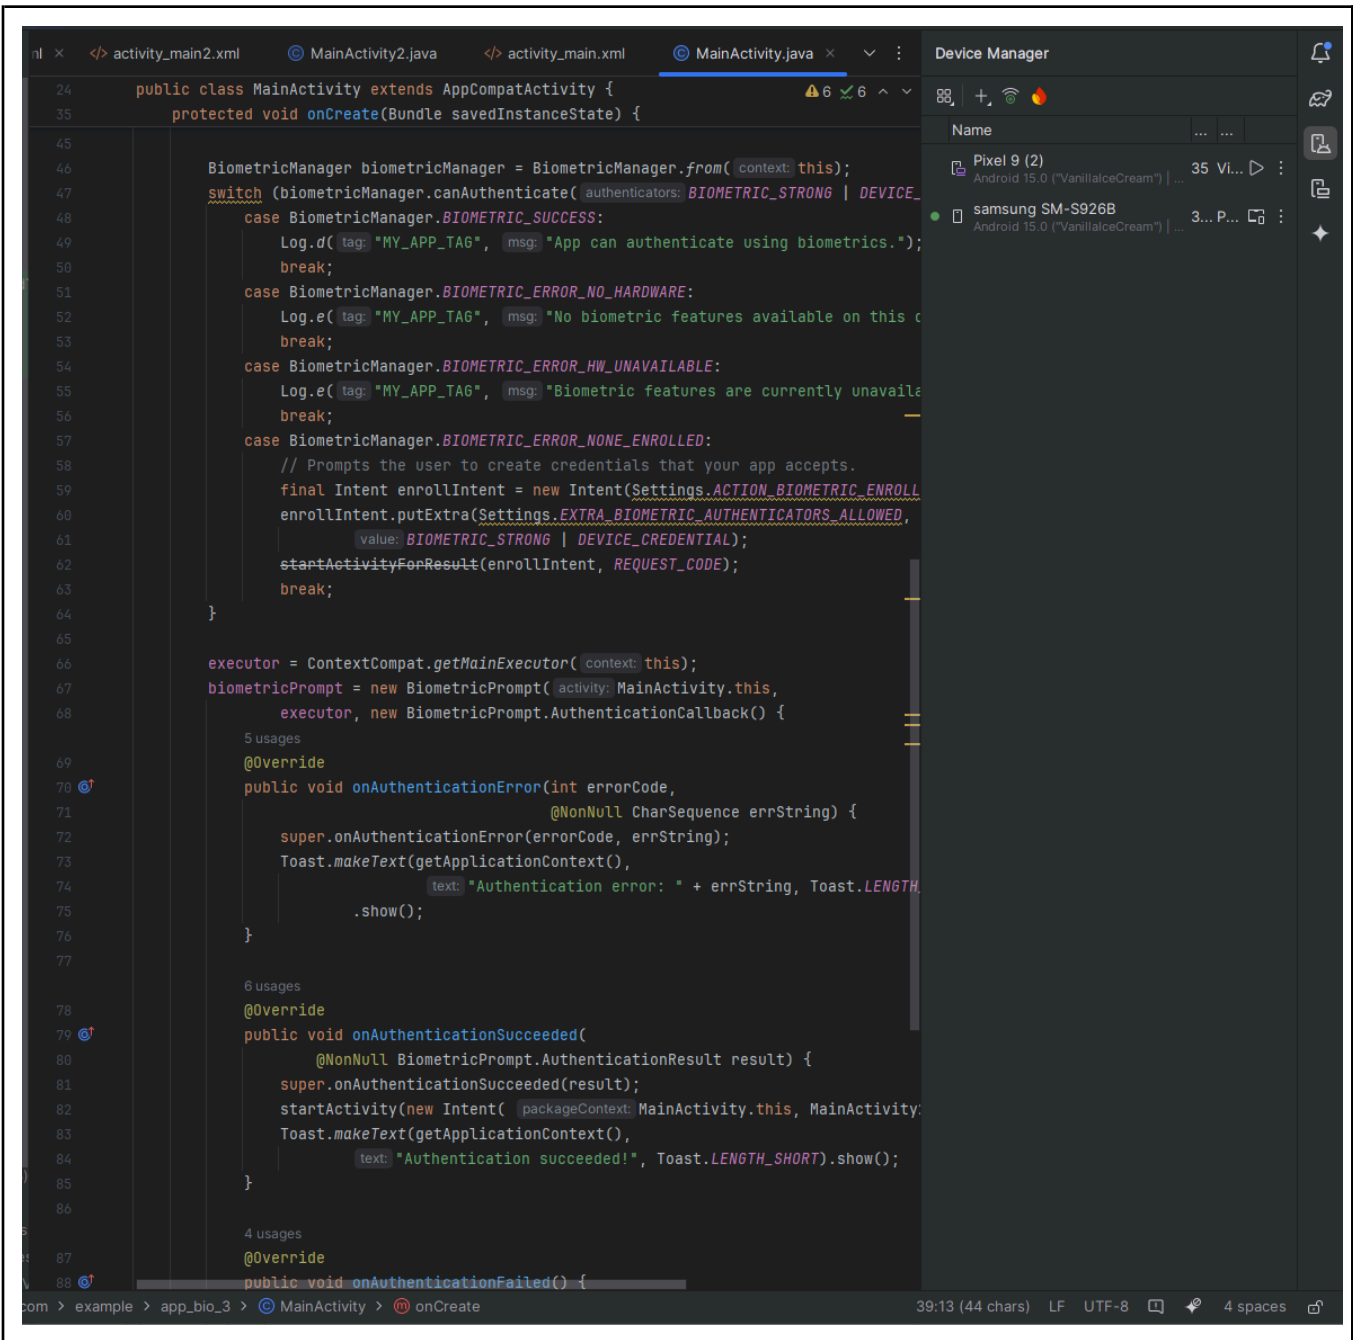 activity_main2.xml MainActivity2.java activity_main.xml MainActivity.java Device Manager
24 public class MainActivity extends AppCompatActivity { 6 6
35 protected void onCreate(Bundle savedInstanceState) {
Name ... ...
45
46 BiometricManager biometricManager = BiometricManager.from( context: this);
47 switch (biometricManager.canAuthenticate( authenticators: BIOMETRIC_STRONG | DEVICE_
48 case BiometricManager.BIOMETRIC_SUCCESS:
49 Log.d( tag: "MY_APP_TAG", msg: "App can authenticate using biometrics.");
50 break;
51 case BiometricManager.BIOMETRIC_ERROR_NO_HARDWARE:
52 Log.e( tag: "MY_APP_TAG", msg: "No biometric features available on this
53 break;
54 case BiometricManager.BIOMETRIC_ERROR_HW_UNAVAILABLE:
55 Log.e( tag: "MY_APP_TAG", msg: "Biometric features are currently unavaila
56 break;
57 case BiometricManager.BIOMETRIC_ERROR_NONE_ENROLLED:
58 // Prompts the user to create credentials that your app accepts.
59 final Intent enrollIntent = new Intent(Settings.ACTION_BIOMETRIC_ENROLL
60 enrollIntent.putExtra(Settings.EXTRA_BIOMETRIC_AUTHENTICATORS_ALLOWED,
61 value: BIOMETRIC_STRONG | DEVICE_CREDENTIAL);
62 startActivityForResult(enrollIntent, REQUEST_CODE);
63 break;
64 }
65
66 executor = ContextCompat.getMainExecutor( context: this);
67 biometricPrompt = new BiometricPrompt( activity: MainActivity.this,
68 executor, new BiometricPrompt.AuthenticationCallback() {
5 usages
69 @Override
70 public void onAuthenticationError(int errorCode,
71 @NonNull CharSequence errString) {
72 super.onAuthenticationError(errorCode, errString);
73 Toast.makeText(getApplicationContext(),
74 text: "Authentication error: " + errString, Toast.LENGTH_
75 .show();
76 }
77
6 usages
78 @Override
79 public void onAuthenticationSucceeded(
80 @NonNull BiometricPrompt.AuthenticationResult result) {
81 super.onAuthenticationSucceeded(result);
82 startActivity(new Intent( packageContext: MainActivity.this, MainActivity
83 Toast.makeText(getApplicationContext(),
84 text: "Authentication succeeded!", Toast.LENGTH_SHORT).show();
85 }
86
4 usages
87 @Override
88 public void onAuthenticationFailed() {
Pixel 9 (2) 35 Vi...
Android 15.0 ("VanillaIceCream") | ...
samsung SM-S926B 3... P...
Android 15.0 ("VanillaIceCream") | ...
com > example > app_bio_3 > MainActivity > onCreate 39:13 (44 chars) LF UTF-8 4 spaces